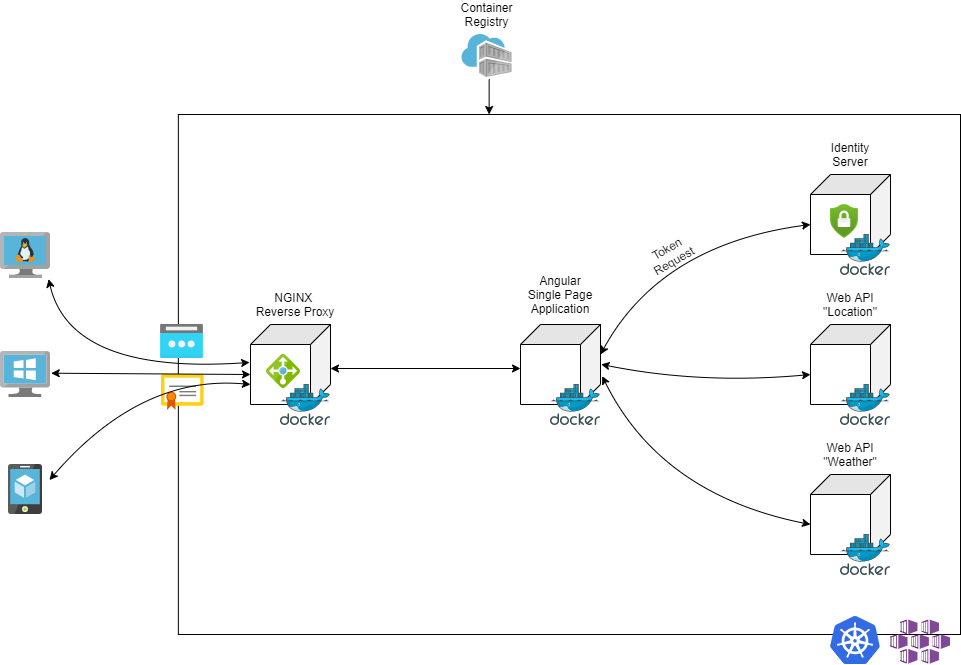 Container
Registry
Identity
Server
Token
Request
docker
Angular
Single Page
Application
NGINX
Reverse Proxy
Web API
"Location"
docker
docker
docker
Web API
"Weather"
docker